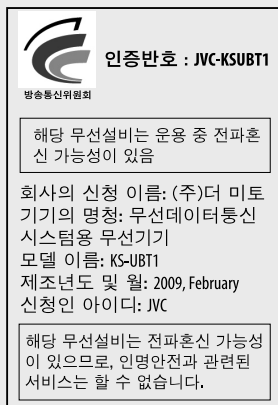 인증번호 : JVC-KSUBT1
방송통신위원회
해당 무선설비는 운용 중 전파혼
신 가능성이 있음
회사의 신청 이름: (주)더 미토
기기의 명청: 무선데이터통신
시스템용 무선기기
모델 이름: KS-UBT1
제조년도 및 월: 2009, February
신청인 아이디: JVC
해당 무선설비는 전파혼신 가능성
이 있으므로, 인명안전과 관련된
서비스는 할 수 없습니다.